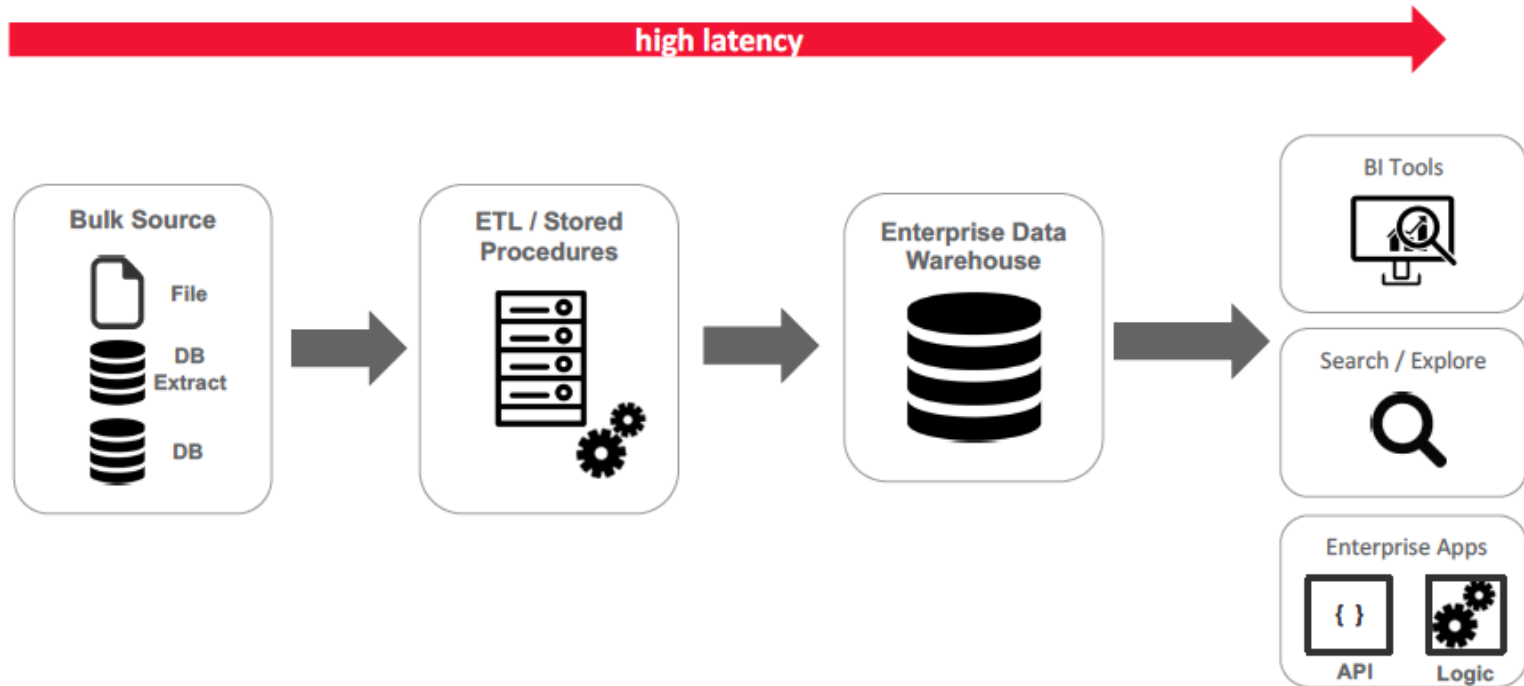 high latency
Bulk Source
File
DB
Extract
DB
ETL / Stored
Procedures
Enterprise Data
Warehouse
BI Tools
Search / Explore
Enterprise Apps
{ }
API
Logic